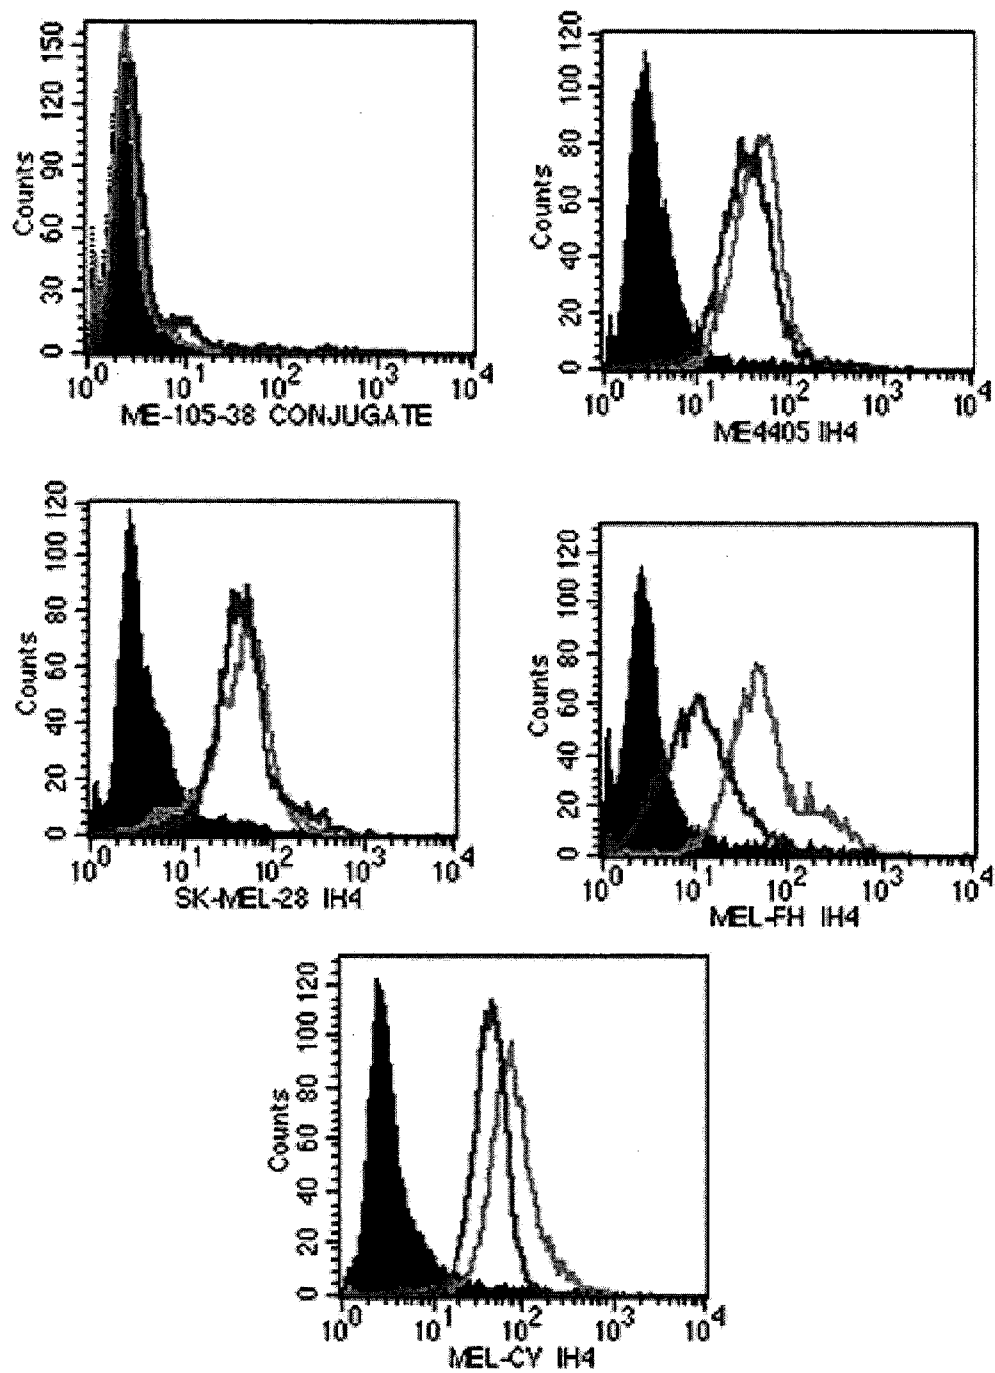 Counts
0 30 60 90 120 150
10^0 10^1 10^2 10^3 10^4
ME-105-38 CONJUGATE
Counts
0 20 40 60 80 100 120
10^0 10^1 10^2 10^3 10^4
ME4405 IH4
Counts
0 20 40 60 80 100 120
10^0 10^1 10^2 10^3 10^4
SK-MEL-28 IH4
Counts
0 20 40 60 80 100 120
10^0 10^1 10^2 10^3 10^4
MEL-FH IH4
Counts
0 20 40 60 80 100 120
10^0 10^1 10^2 10^3 10^4
MEL-CY IH4